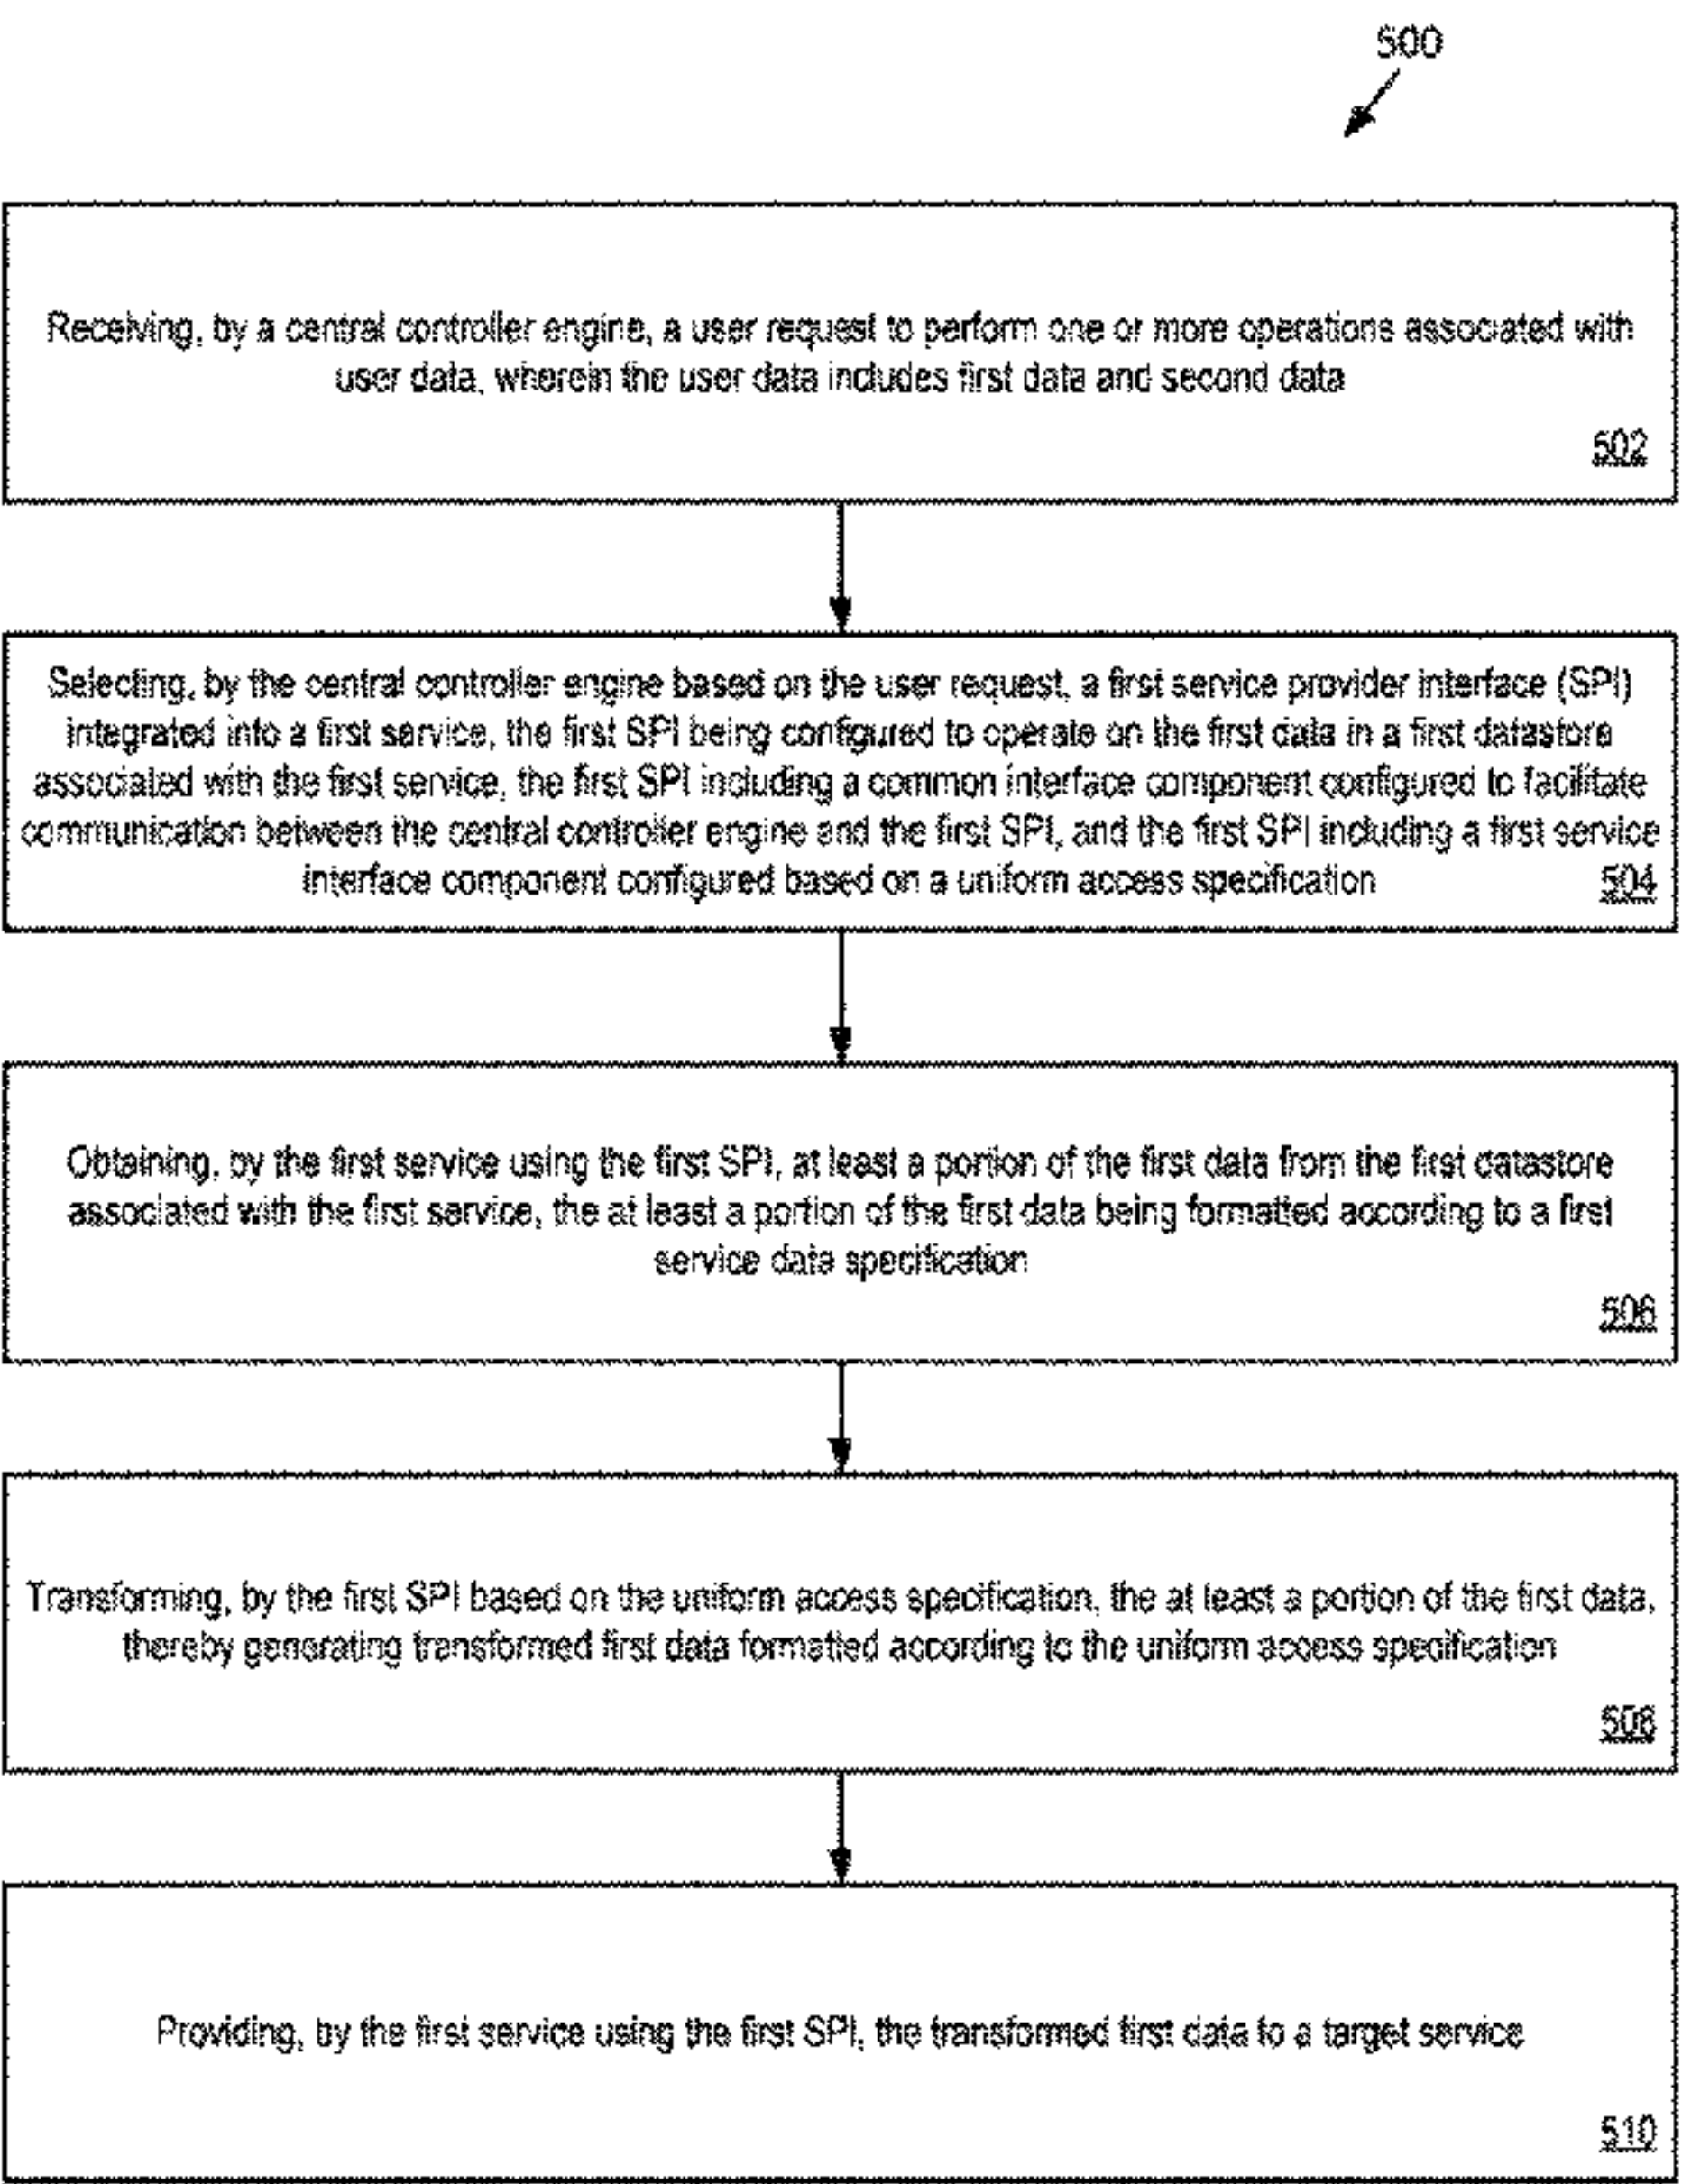 500
Receiving, by a central controller engine, a user request to perform one or more operations associated with
user data, wherein the user data includes first data and second data
502
Selecting, by the central controller engine based on the user request, a first service provider interface (SPI)
integrated into a first service, the first SPI being configured to operate on the first data in a first datastore
associated with the first service, the first SPI including a common interface component configured to facilitate
communication between the central controller engine and the first SPI, and the first SPI including a first service
interface component configured based on a uniform access specification
504
Obtaining, by the first service using the first SPI, at least a portion of the first data from the first datastore
associated with the first service, the at least a portion of the first data being formatted according to a first
service data specification
506
Transforming, by the first SPI based on the uniform access specification, the at least a portion of the first data,
thereby generating transformed first data formatted according to the uniform access specification
508
Providing, by the first service using the first SPI, the transformed first data to a target service
510